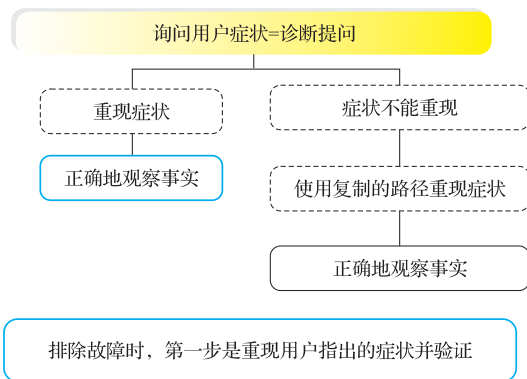 询问用户症状=诊断提问
重现症状
症状不能重现
正确地观察事实
使用复制的路径重现症状
正确地观察事实
排除故障时，第一步是重现用户指出的症状并验证